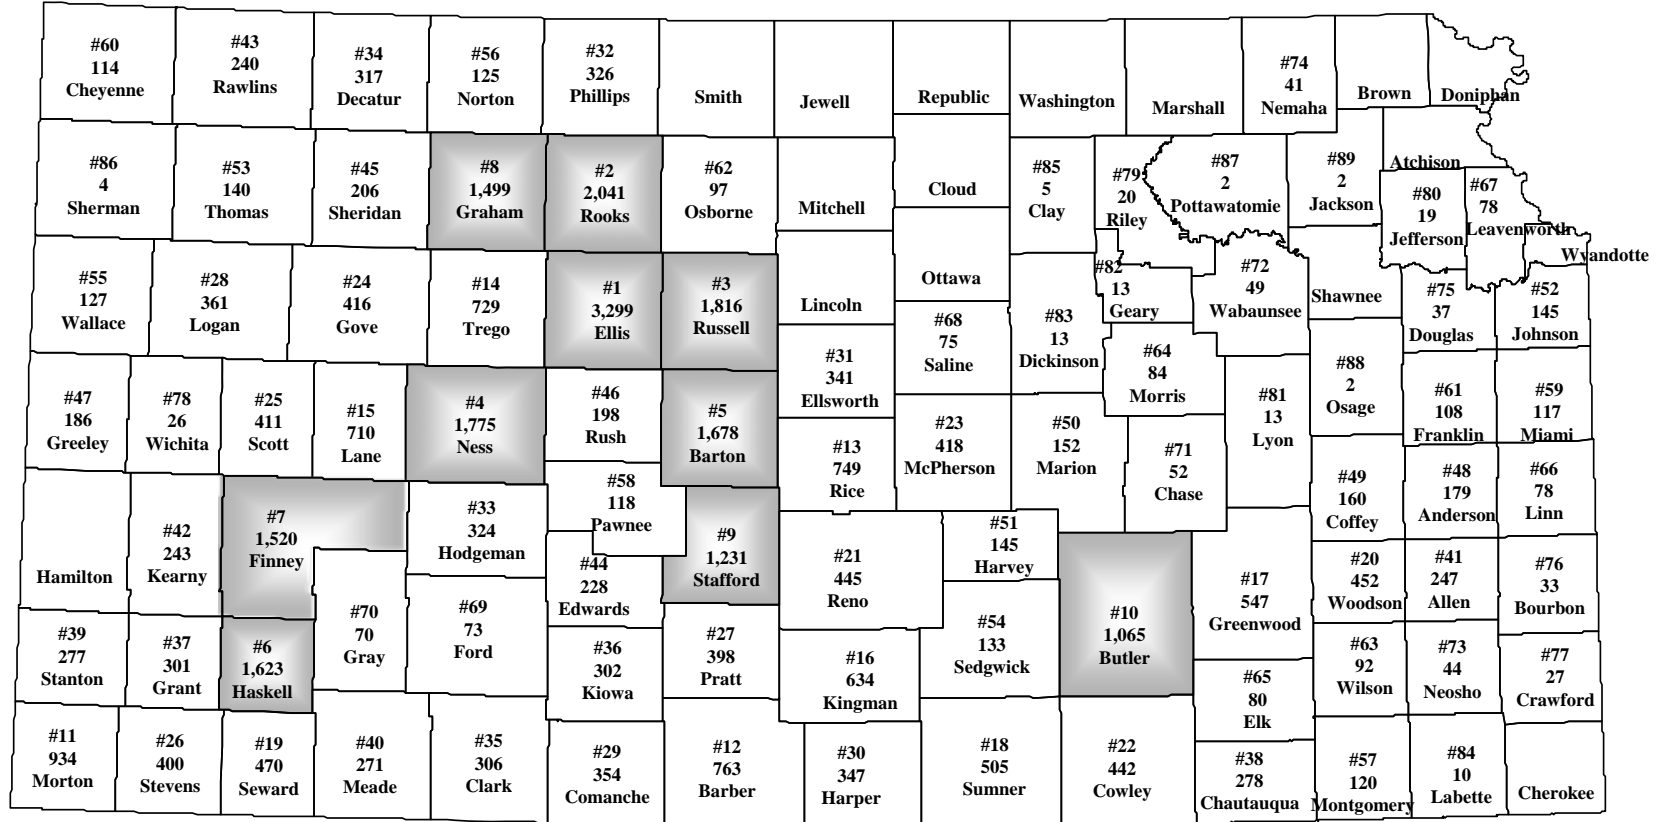 #60
114
Cheyenne
#43
240
Rawlins
#34
317
Decatur
#56
125
Norton
#32
326
Phillips
Smith
Jewell
Republic
Washington
Marshall
#74
41
Nemaha
Brown
Doniphan
#86
4
Sherman
#53
140
Thomas
#45
206
Sheridan
#8
1,499
Graham
#2
2,041
Rooks
#62
97
Osborne
Mitchell
Cloud
#85
5
Clay
#79
20
Riley
#87
2
Pottawatomie
#89
2
Jackson
Atchison
#80
19
Jefferson
#67
78
Leavenworth
Wyandotte
#55
127
Wallace
#28
361
Logan
#24
416
Gove
#14
729
Trego
#1
3,299
Ellis
#3
1,816
Russell
Lincoln
Ottawa
#68
75
Saline
#83
13
Dickinson
#82
13
Geary
#72
49
Wabaunsee
Shawnee
#75
37
Douglas
#52
145
Johnson
#47
186
Greeley
#78
26
Wichita
#25
411
Scott
#15
710
Lane
#4
1,775
Ness
#46
198
Rush
#5
1,678
Barton
#31
341
Ellsworth
#13
749
Rice
#23
418
McPherson
#50
152
Marion
#64
84
Morris
#71
52
Chase
#81
13
Lyon
#88
2
Osage
#61
108
Franklin
#59
117
Miami
Hamilton
#42
243
Kearny
#7
1,520
Finney
#33
324
Hodgeman
#58
118
Pawnee
#44
228
Edwards
#9
1,231
Stafford
#21
445
Reno
#51
145
Harvey
#10
1,065
Butler
#17
547
Greenwood
#49
160
Coffey
#48
179
Anderson
#66
78
Linn
#20
452
Woodson
#41
247
Allen
#76
33
Bourbon
#39
277
Stanton
#37
301
Grant
#6
1,623
Haskell
#70
70
Gray
#69
73
Ford
#36
302
Kiowa
#27
398
Pratt
#16
634
Kingman
#54
133
Sedgwick
#65
80
Elk
#63
92
Wilson
#73
44
Neosho
#77
27
Crawford
#11
934
Morton
#26
400
Stevens
#19
470
Seward
#40
271
Meade
#35
306
Clark
#29
354
Comanche
#12
763
Barber
#30
347
Harper
#18
505
Sumner
#22
442
Cowley
#38
278
Chautauqua
#57
120
Montgomery
#84
10
Labette
Cherokee